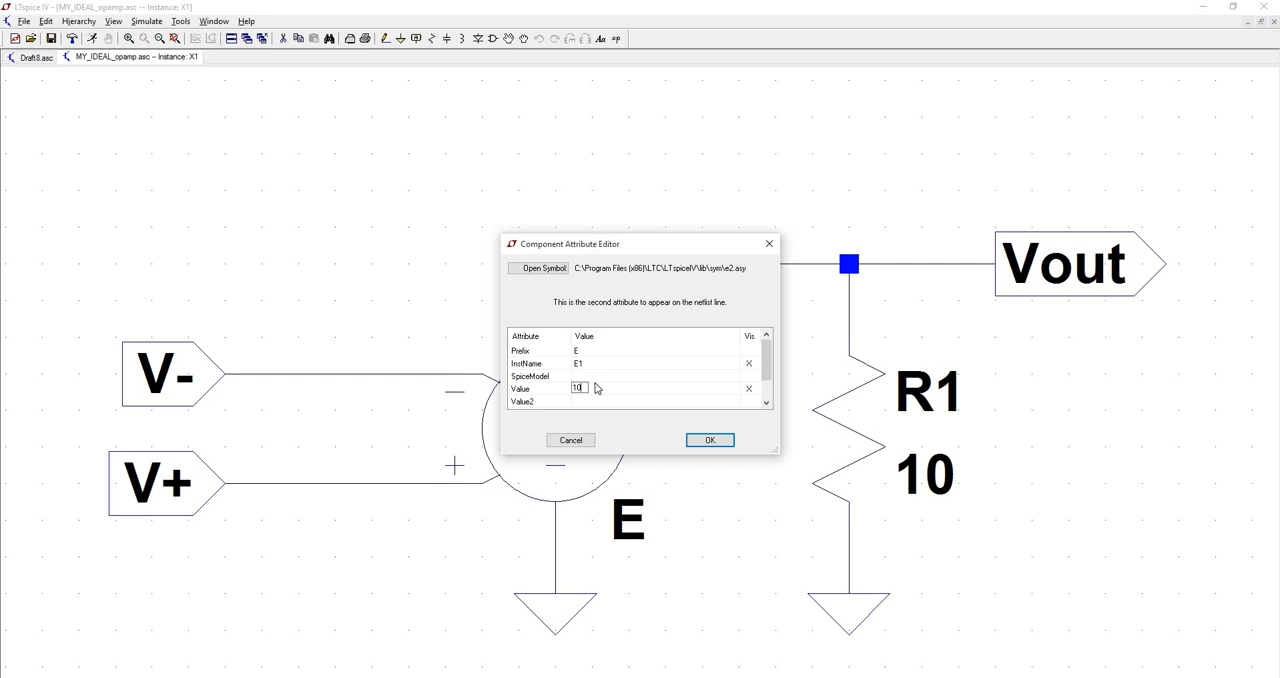 LTspice IV - [MY_IDEAL_opamp.asc -- Instance: X1]
File Edit Hierarchy View Simulate Tools Window Help
Draft8.asc MY_IDEAL_opamp.asc -- Instance: X1
Component Attribute Editor
Open Symbol: C:\Program Files (x86)\LTC\LTspiceIV\lib\sym\e2.asy
This is the second attribute to appear on the netlist line.
Attribute Value Vis.
Prefix E
InstName E1 X
SpiceModel
Value 10 X
Value2
Cancel OK
Vout
V-
R1
V+
10
E